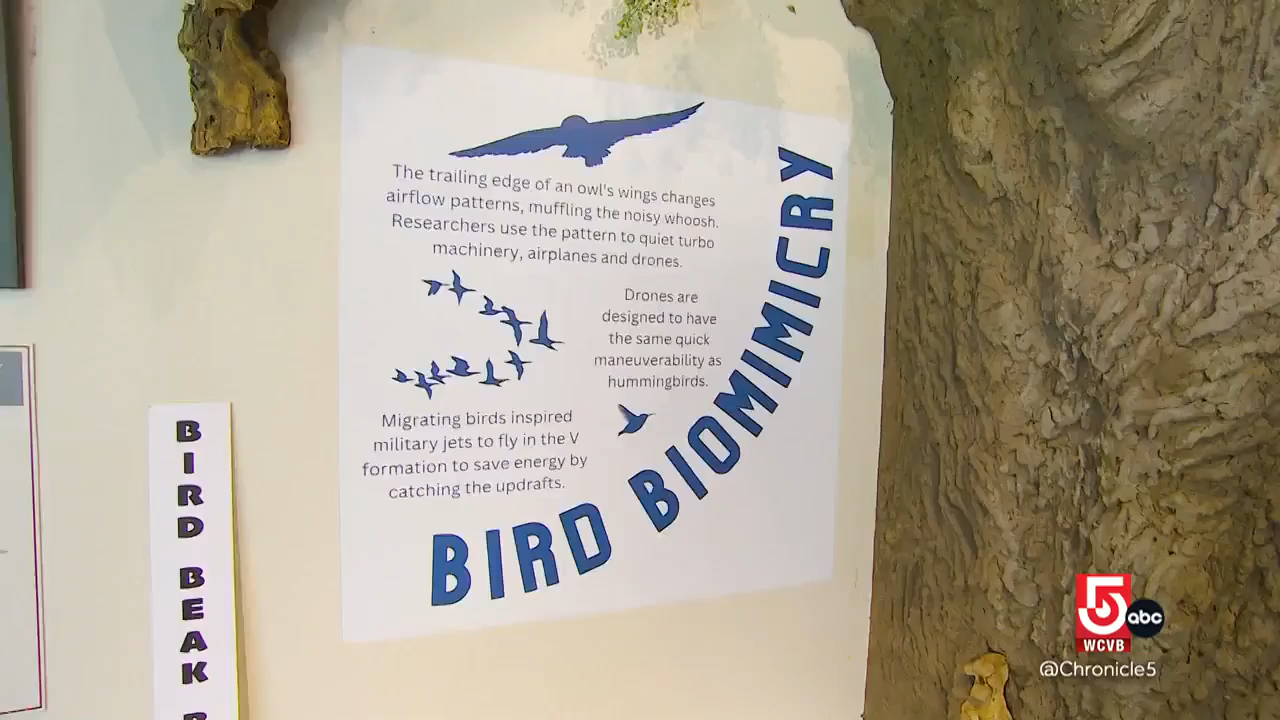 The trailing edge of an owl's wings changes
airflow patterns, muffling the noisy whoosh.
Researchers use the pattern to quiet turbo
machinery, airplanes and drones.
Drones are
designed to have
the same quick
maneuverability as
hummingbirds.
Migrating birds inspired
military jets to fly in the V
formation to save energy by
catching the updrafts.
BIRD BIOMIMICRY
BIRD BEAK
5 abc
WCVB
@Chronicle5